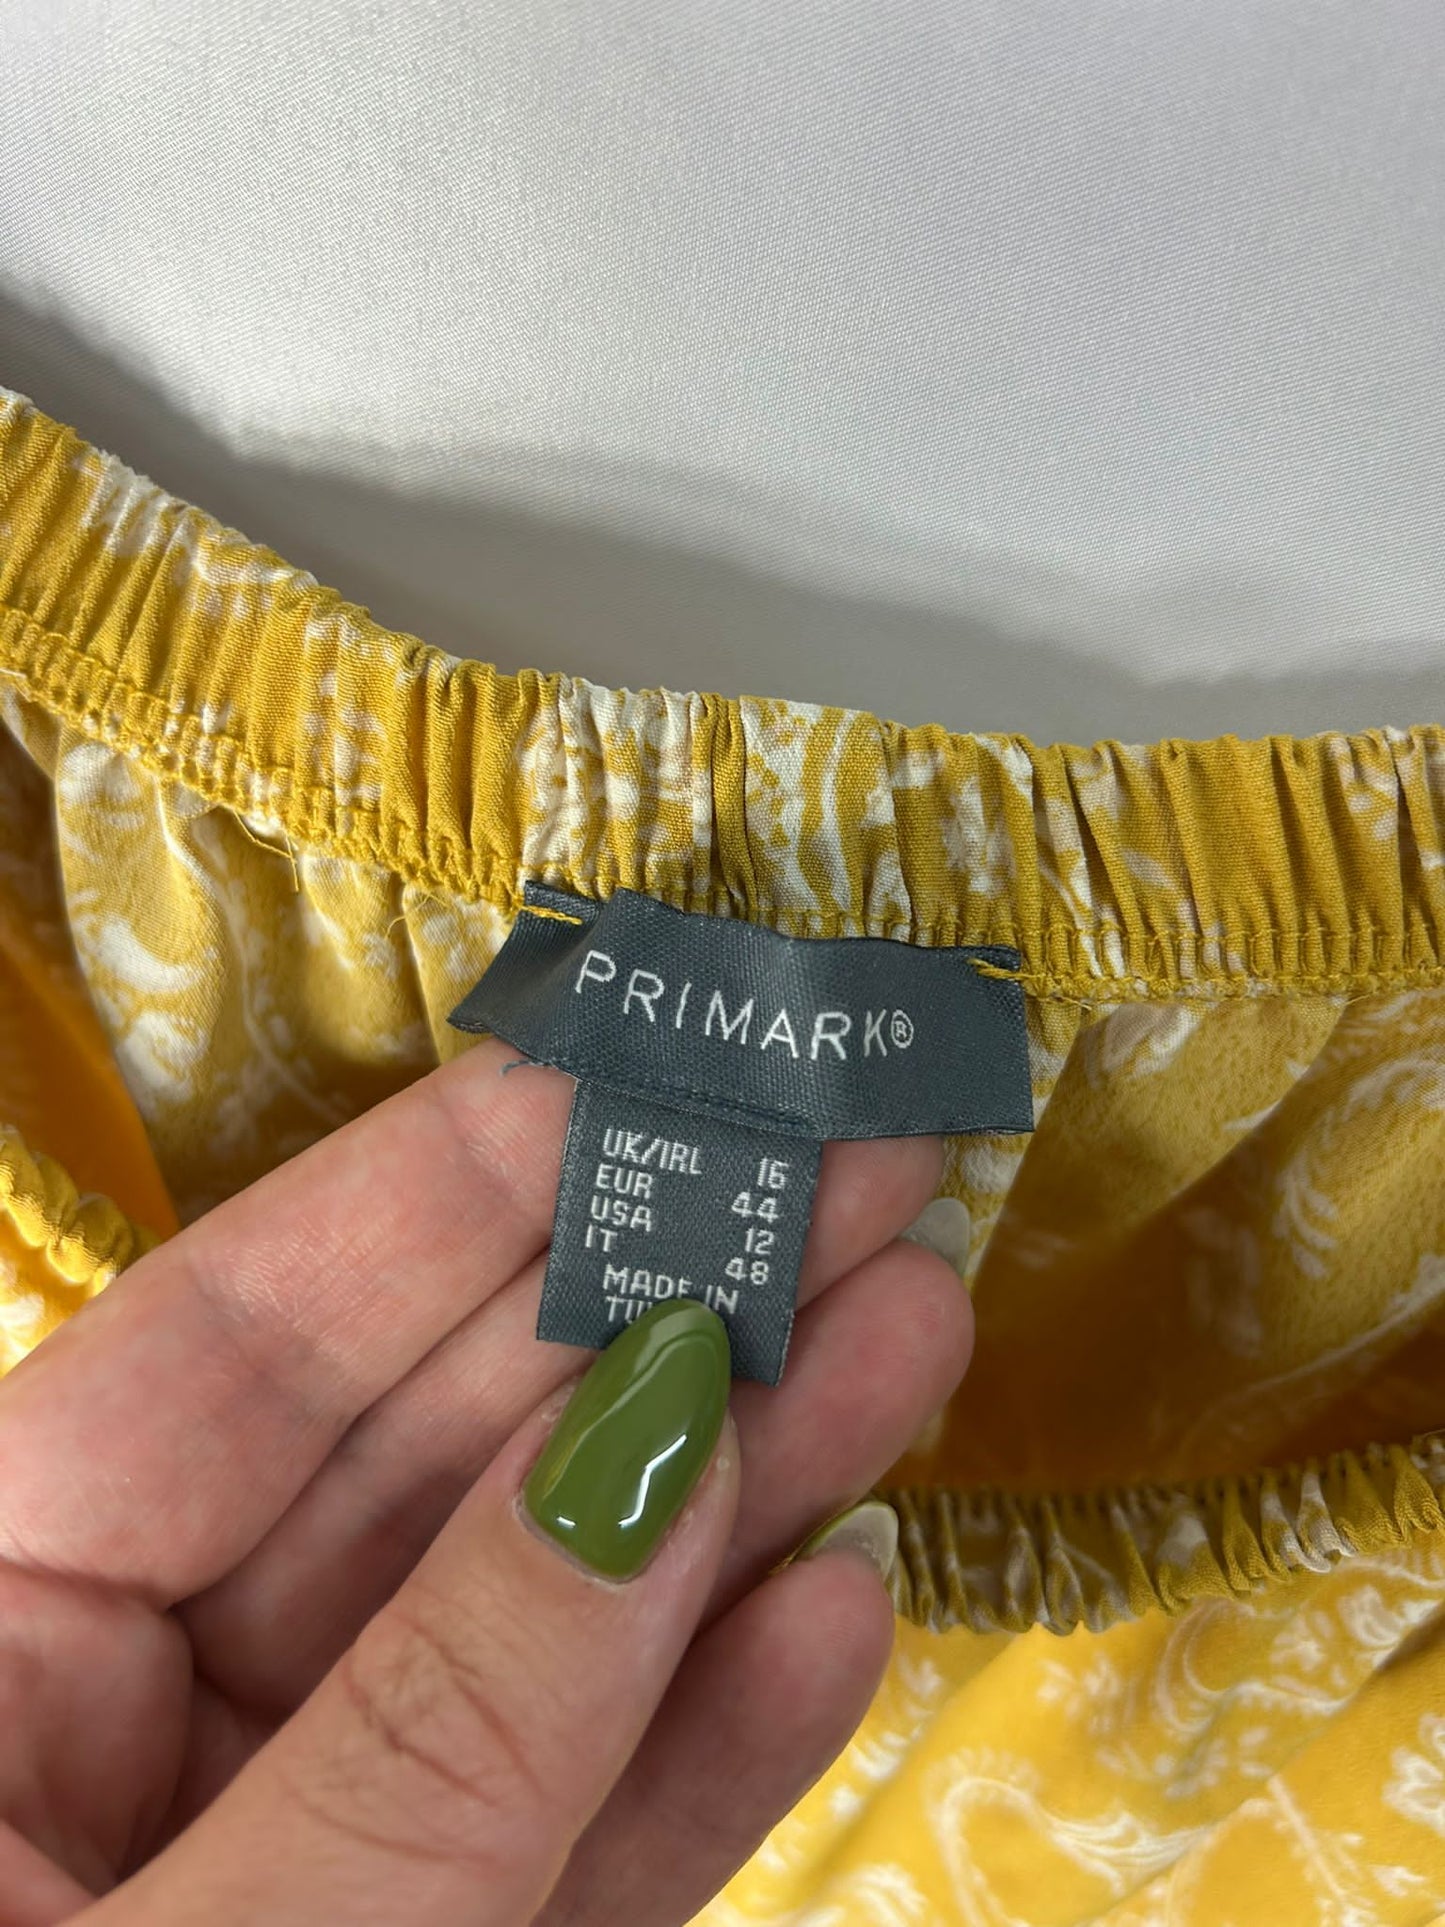 PRIMARK®
UK/IRL 16
EUR 44
USA 12
IT 48
MADE IN